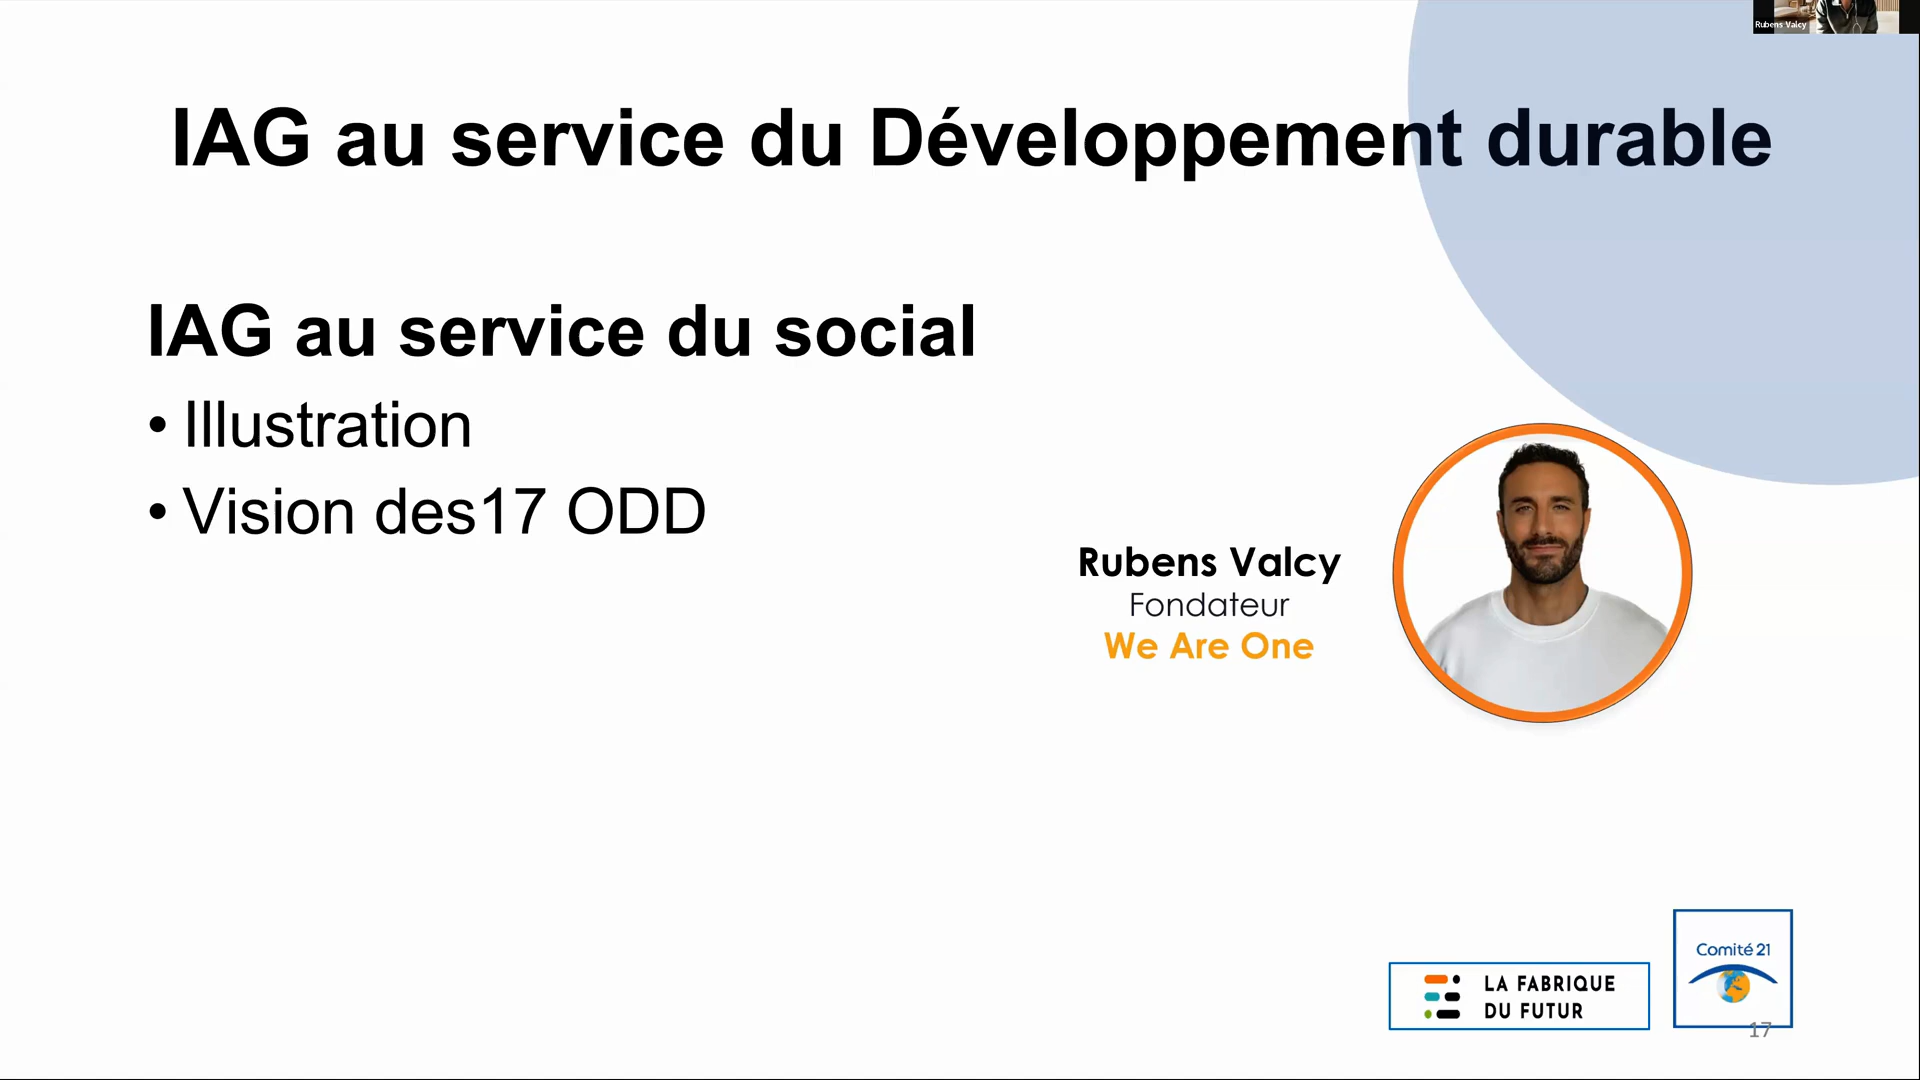 Rubens Valcy
IAG au service du Développement durable
IAG au service du social
• Illustration
• Vision des17 ODD
Rubens Valcy
Fondateur
We Are One
LA FABRIQUE
DU FUTUR
Comité 21
17